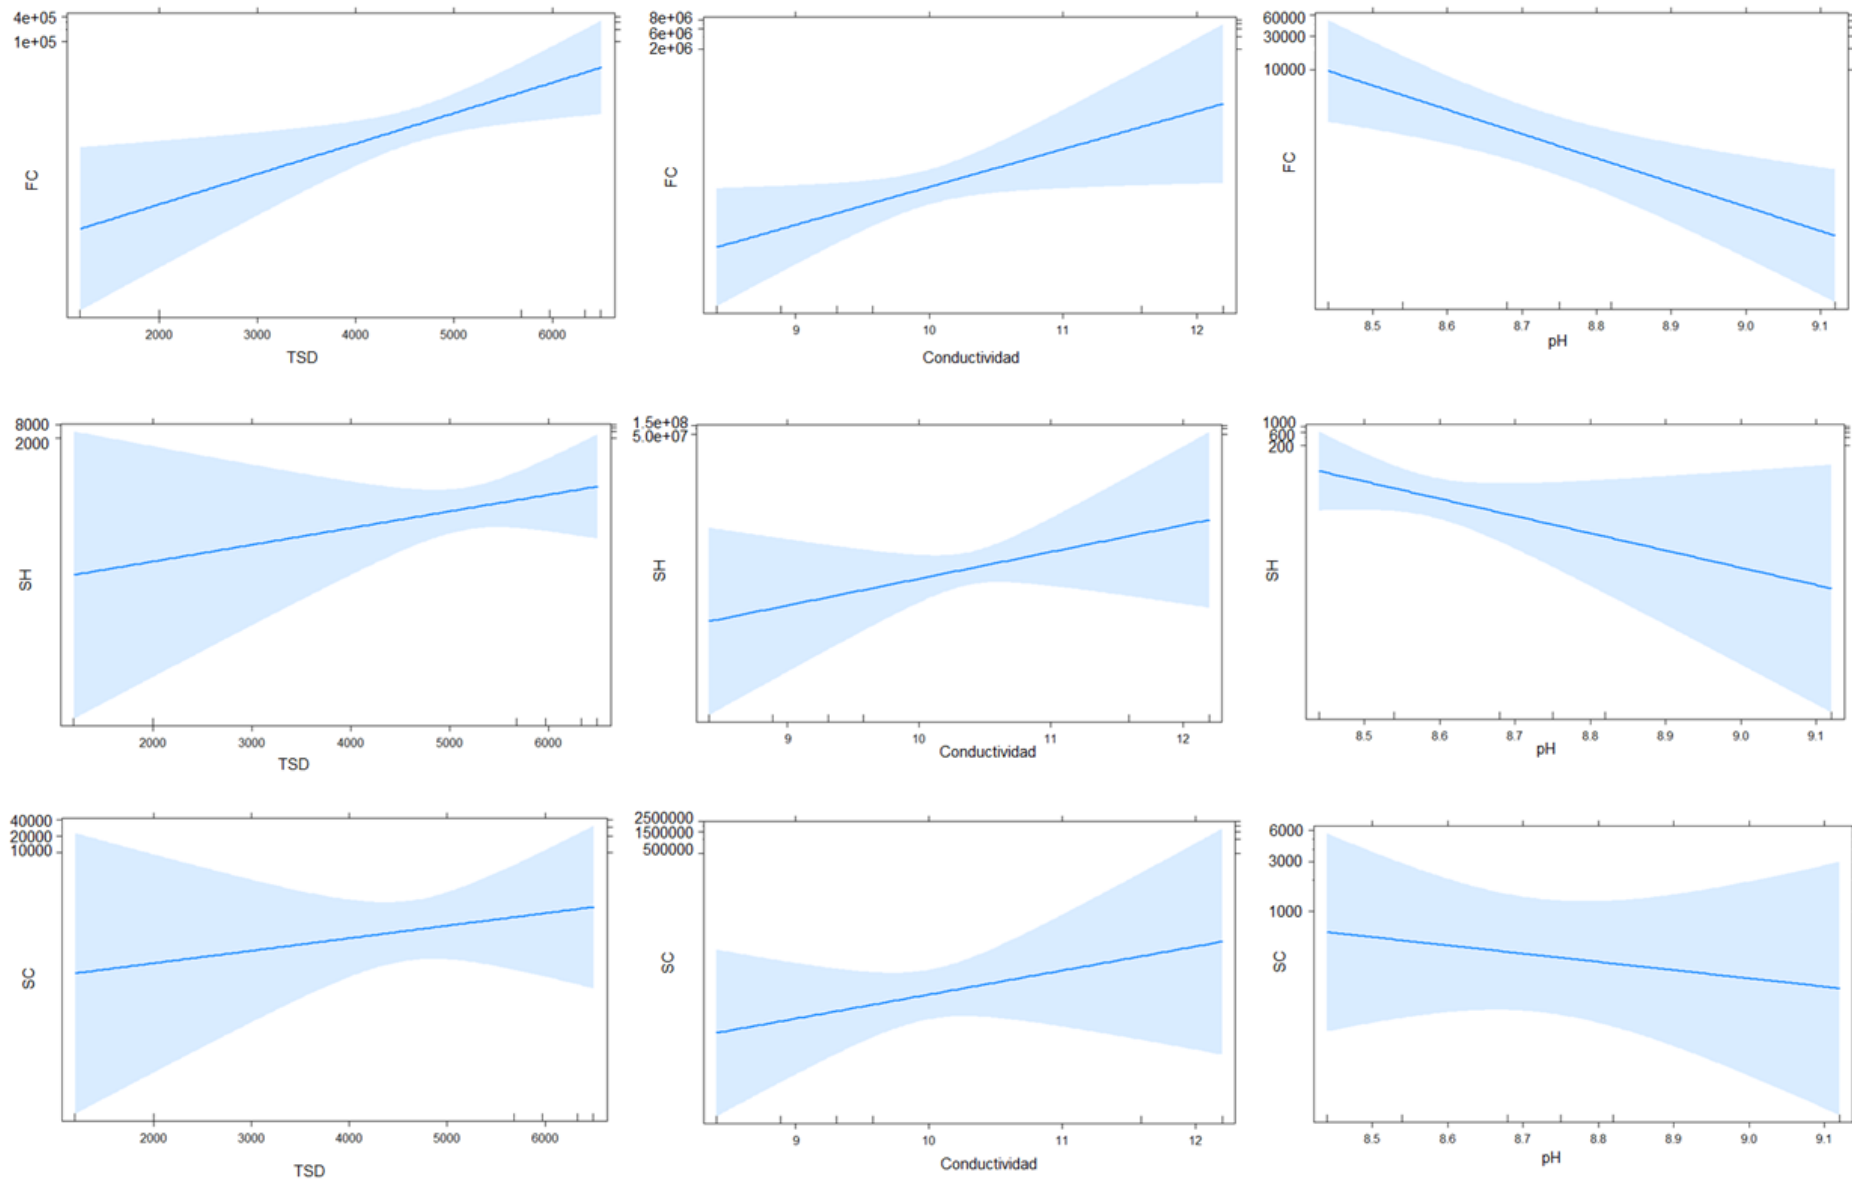 4e+05
1e+05
FC
2000 3000 4000 5000 6000
TSD
8e+06
6e+06
2e+06
FC
9 10 11 12
Conductividad
60000
30000
10000
FC
8.5 8.6 8.7 8.8 8.9 9.0 9.1
pH
8000
2000
SH
2000 3000 4000 5000 6000
TSD
1.5e+08
5.0e+07
SH
9 10 11 12
Conductividad
1000
600
200
SH
8.5 8.6 8.7 8.8 8.9 9.0 9.1
pH
40000
20000
10000
SC
2000 3000 4000 5000 6000
TSD
2500000
1500000
500000
SC
9 10 11 12
Conductividad
6000
3000
1000
SC
8.5 8.6 8.7 8.8 8.9 9.0 9.1
pH